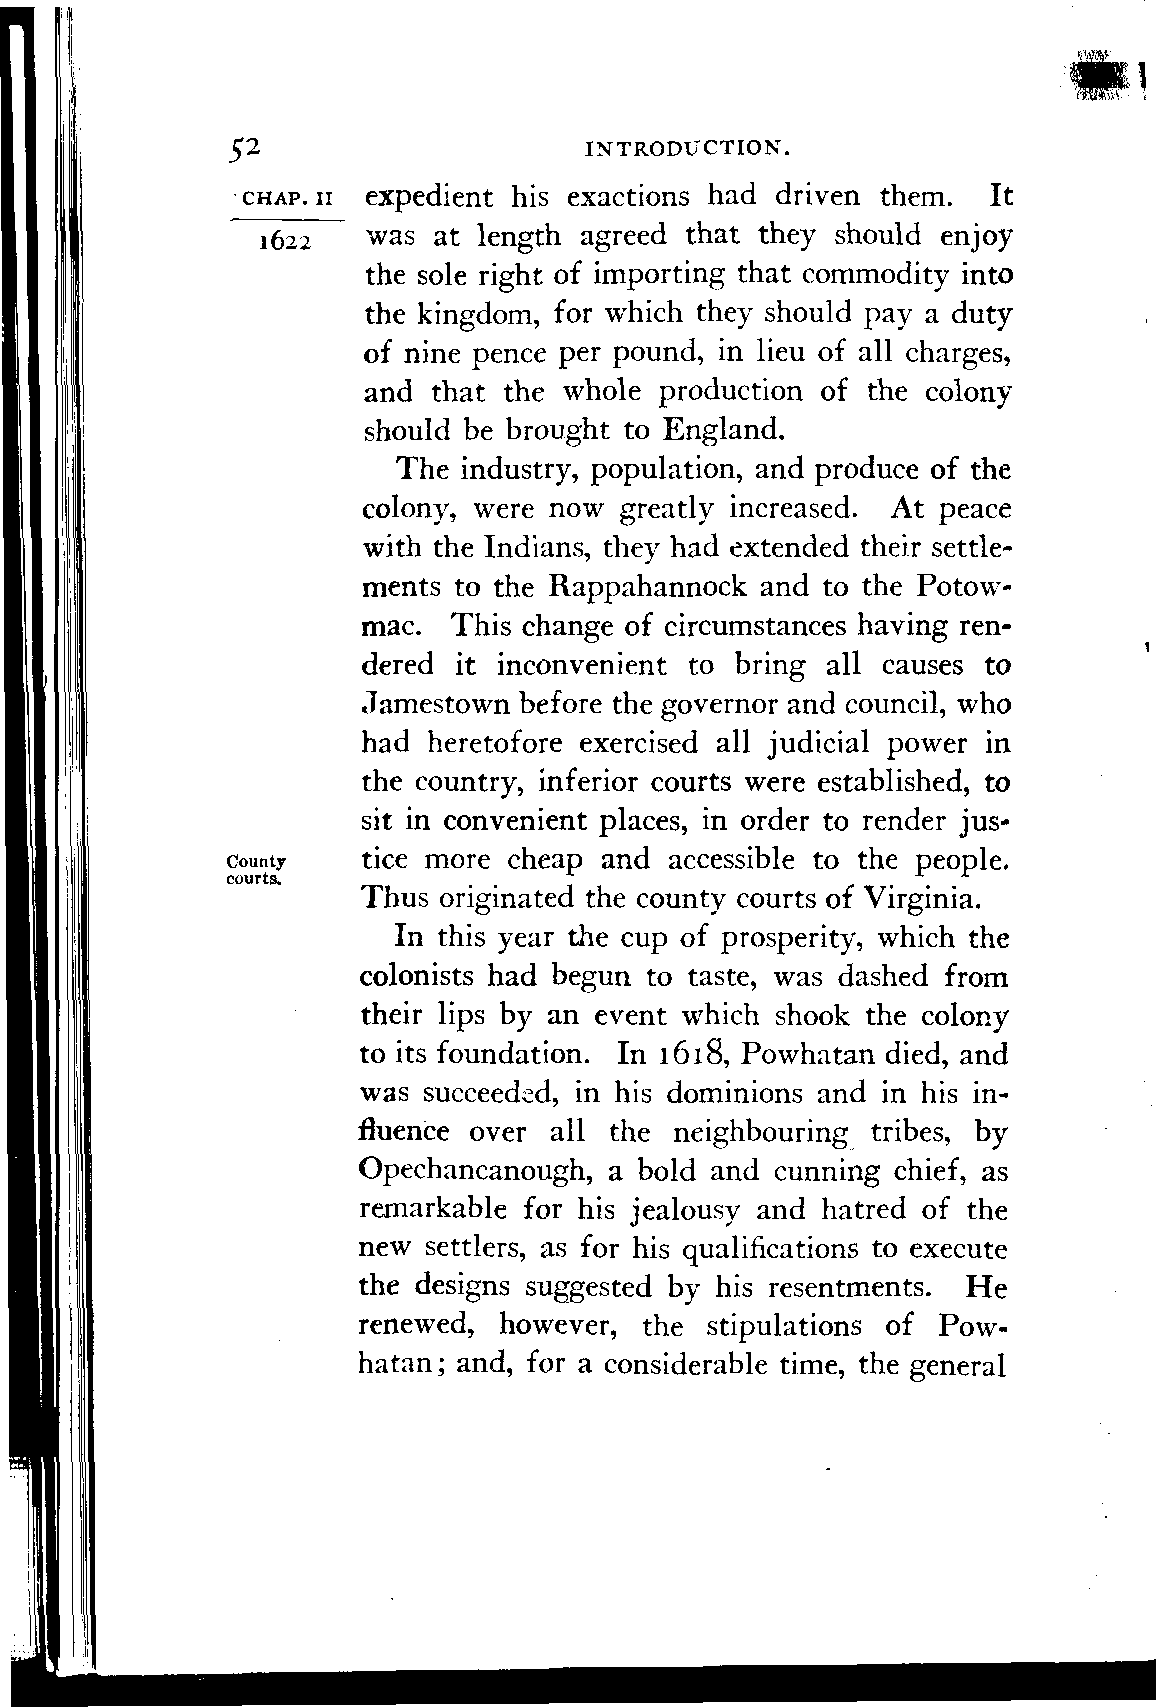 52 INTRODUCTION.
CHAP. II expedient his exactions had driven them. It
1622 was at length agreed that they should enjoy
the sole right of importing that commodity into
the kingdom, for which they should pay a duty
of nine pence per pound, in lieu of all charges,
and that the whole production of the colony
should be brought to England.
The industry, population, and produce of the
colony, were now greatly increased. At peace
with the Indians, they had extended their settle-
ments to the Rappahannock and to the Potow-
mac. This change of circumstances having ren-
dered it inconvenient to bring all causes to
Jamestown before the governor and council, who
had heretofore exercised all judicial power in
the country, inferior courts were established, to
sit in convenient places, in order to render jus-
County tice more cheap and accessible to the people.
courts.
Thus originated the county courts of Virginia.
In this year the cup of prosperity, which the
colonists had begun to taste, was dashed from
their lips by an event which shook the colony
to its foundation. In 1618, Powhatan died, and
was succeeded, in his dominions and in his in-
fluence over all the neighbouring tribes, by
Opechancanough, a bold and cunning chief, as
remarkable for his jealousy and hatred of the
new settlers, as for his qualifications to execute
the designs suggested by his resentments. He
renewed, however, the stipulations of Pow-
hatan; and, for a considerable time, the general